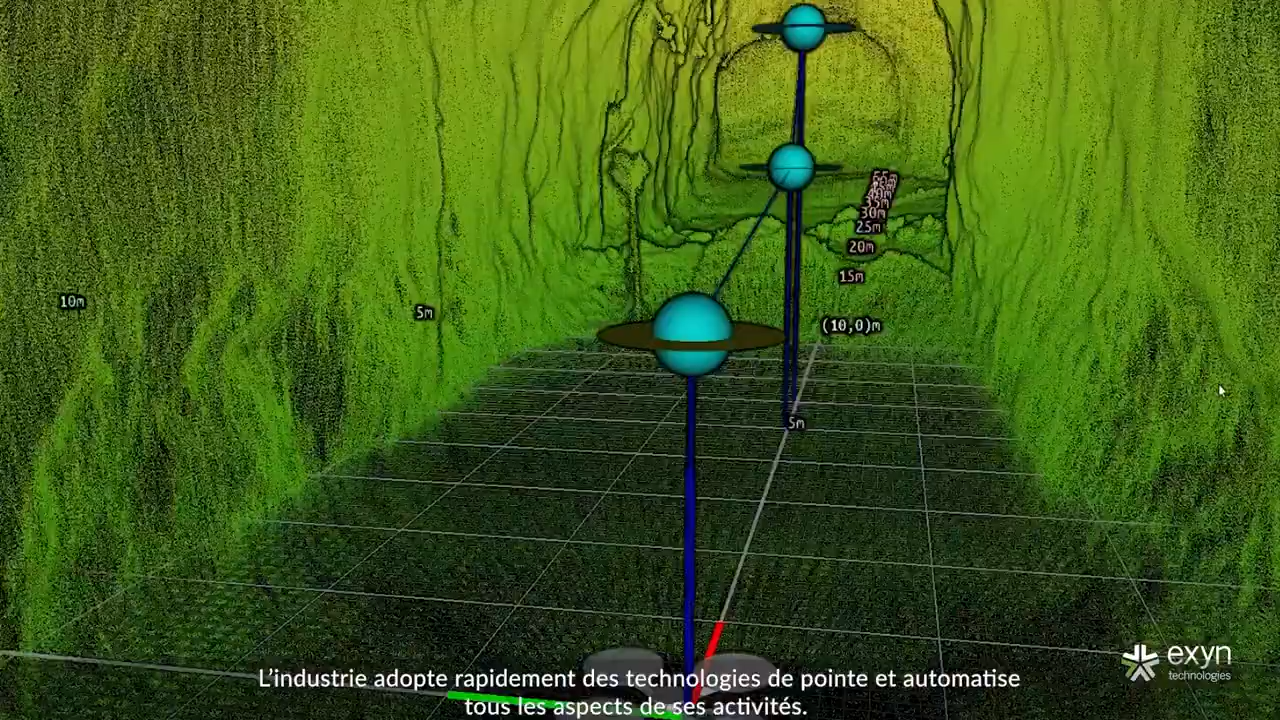 55m
35m
30m
25m
20m
15m
10m
5m
(10,0)m
5m
exyn
technologies
L'industrie adopte rapidement des technologies de pointe et automatise
tous les aspects de ses activités.